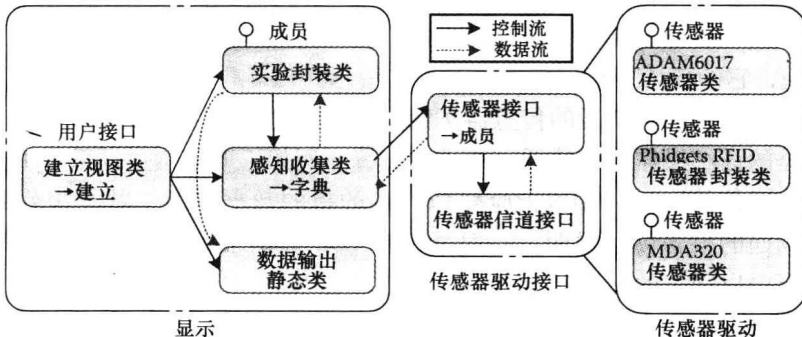 成员
控制流
数据流
传感器
实验封装类
ADAM6017
传感器类
用户接口
传感器接口
→成员
传感器
建立视图类
→建立
感知收集类
→字典
Phidgets RFID
传感器封装类
传感器信道接口
传感器
数据输出
静态类
MDA320
传感器类
传感器驱动接口
显示
传感器驱动